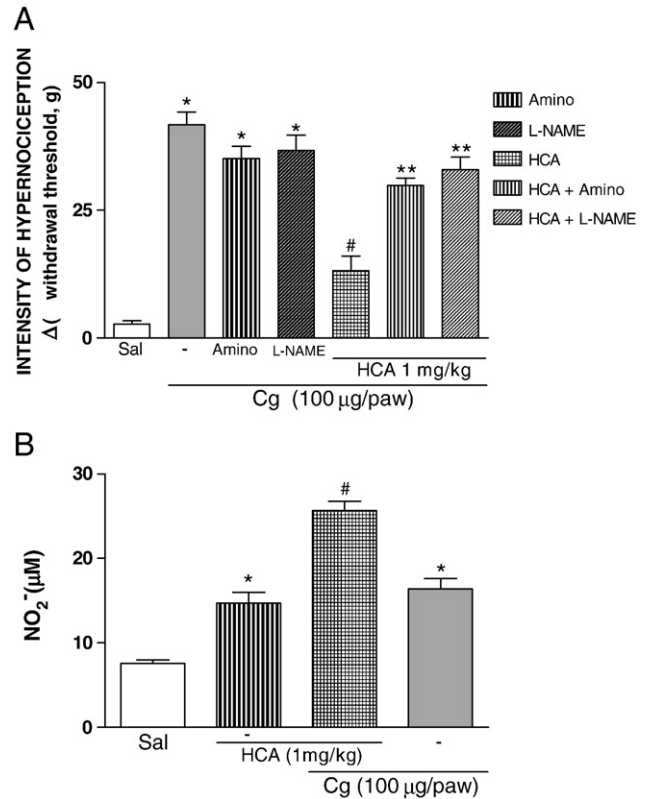 A
INTENSITY OF HYPERNOCICEPTION
Δ( withdrawal threshold, g)
50
25
0
*
*
*
#
**
**
Amino
L-NAME
HCA
HCA + Amino
HCA + L-NAME
Sal - Amino L-NAME
HCA 1 mg/kg
Cg (100 µg/paw)
B
NO2-(µM)
30
20
10
0
*
#
*
Sal - -
HCA (1mg/kg)
Cg (100 µg/paw)